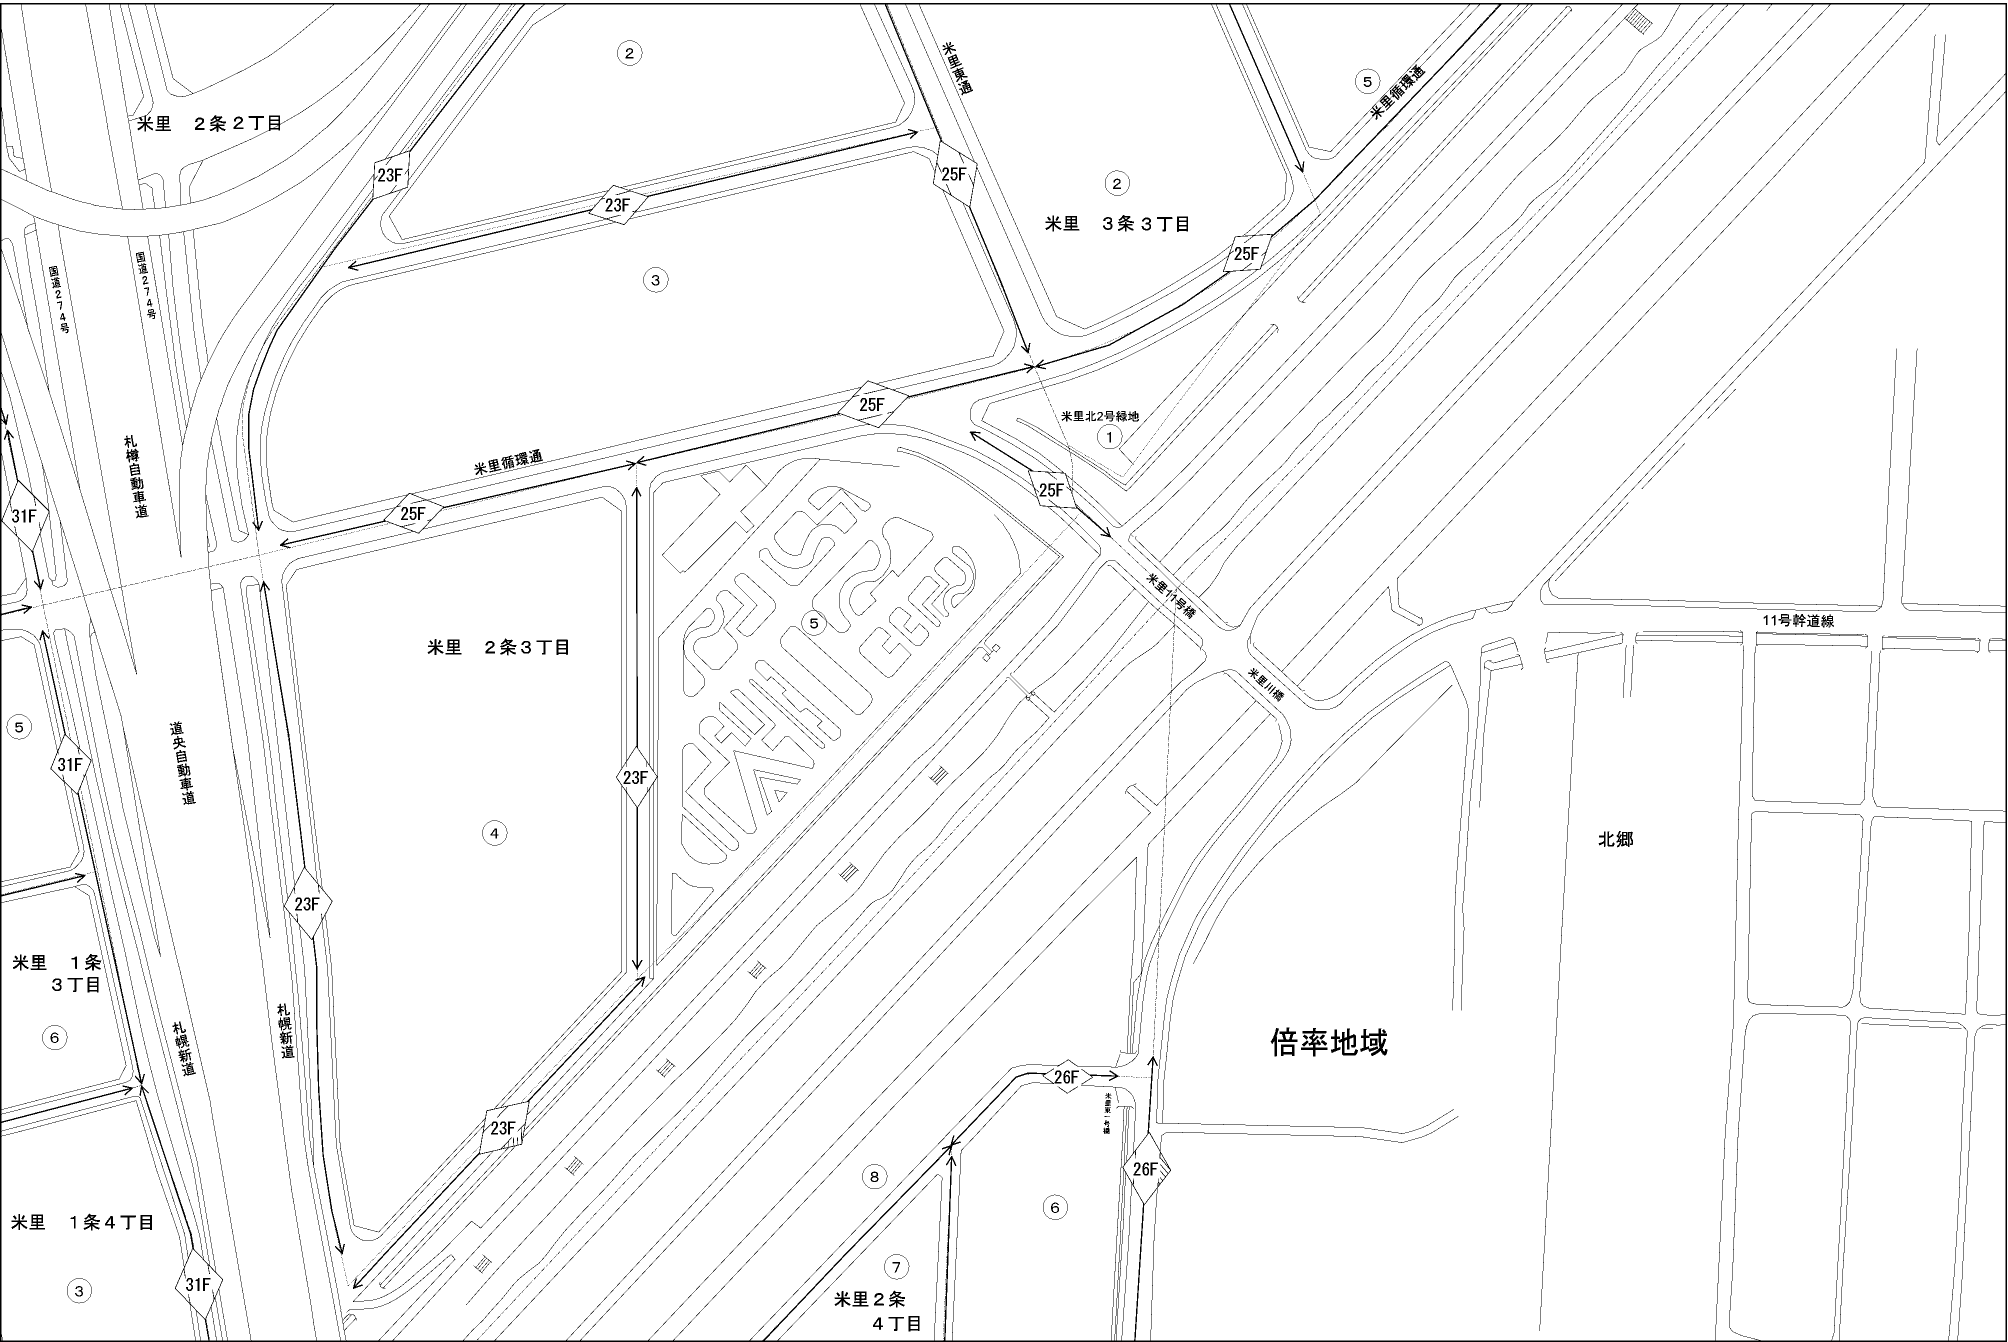 ②
米里東通
⑤
米里循環通
米里　２条２丁目
23F
25F
23F
②
米里　３条３丁目
25F
国道274号
国道274号
③
25F
米里北2号緑地
①
札樽自動車道
米里循環通
25F
31F
25F
米里11号橋
⑤
11号幹道線
米里　２条３丁目
米里川橋
⑤
道央自動車道
31F
23F
④
北郷
23F
米里　１条
３丁目
⑥
札幌新道
札幌新道
倍率地域
26F
米里東一号橋
23F
26F
⑧
⑥
米里　１条４丁目
③
31F
⑦
米里２条
４丁目